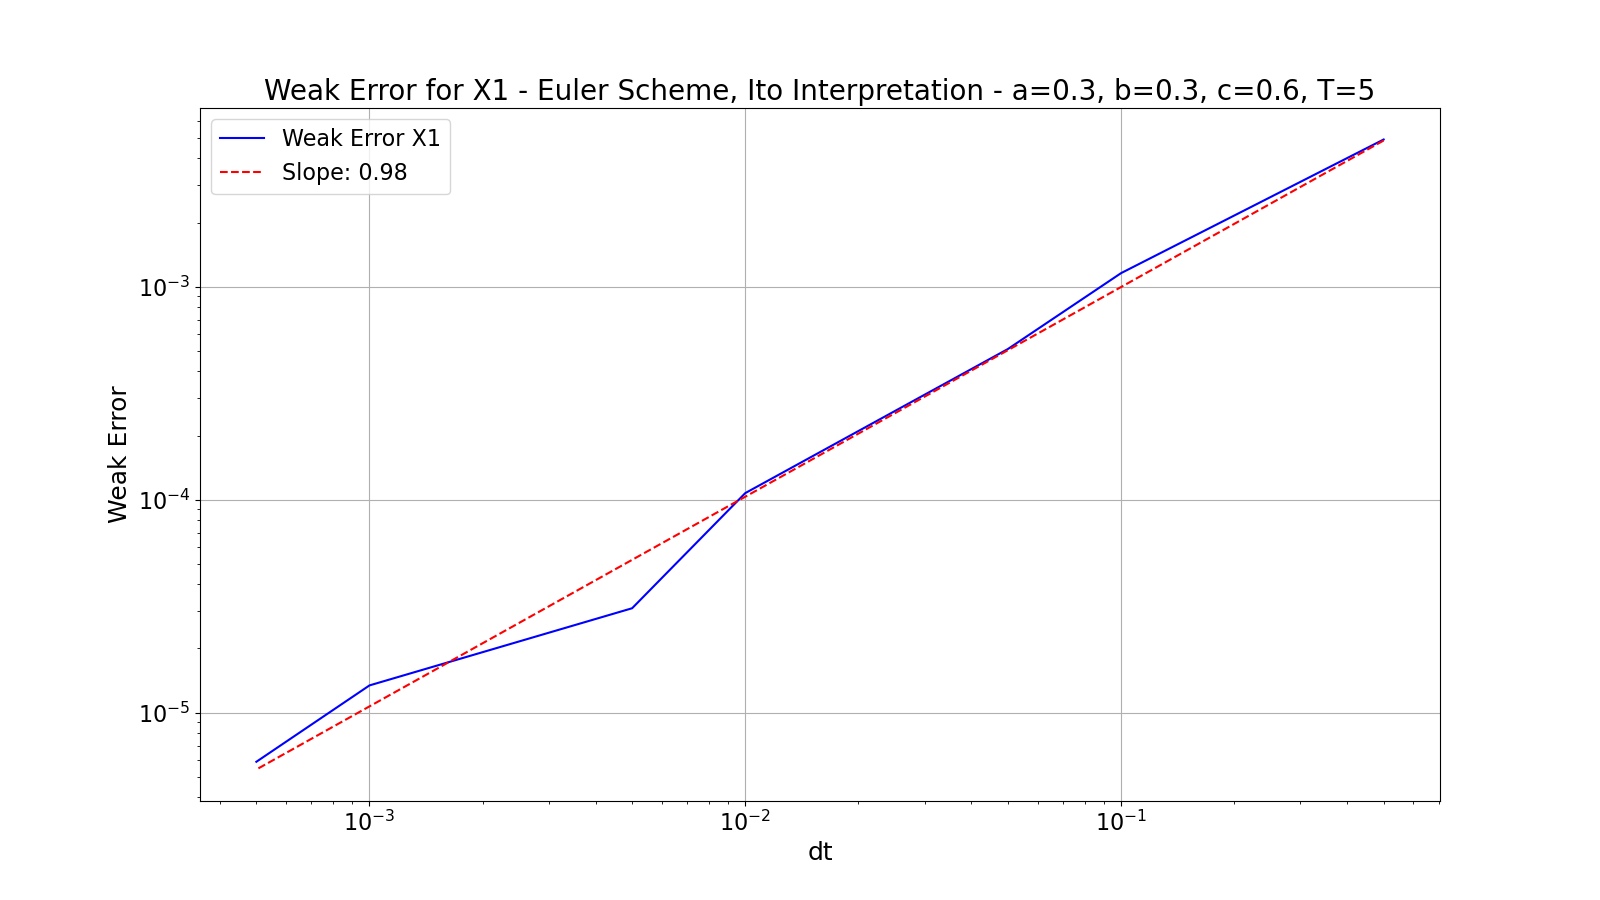 Weak Error for X1 - Euler Scheme, Ito Interpretation - a=0.3, b=0.3, c=0.6, T=5
Weak Error X1
Slope: 0.98
Weak Error
10⁻³
10⁻⁴
10⁻⁵
10⁻³ 10⁻² 10⁻¹
dt